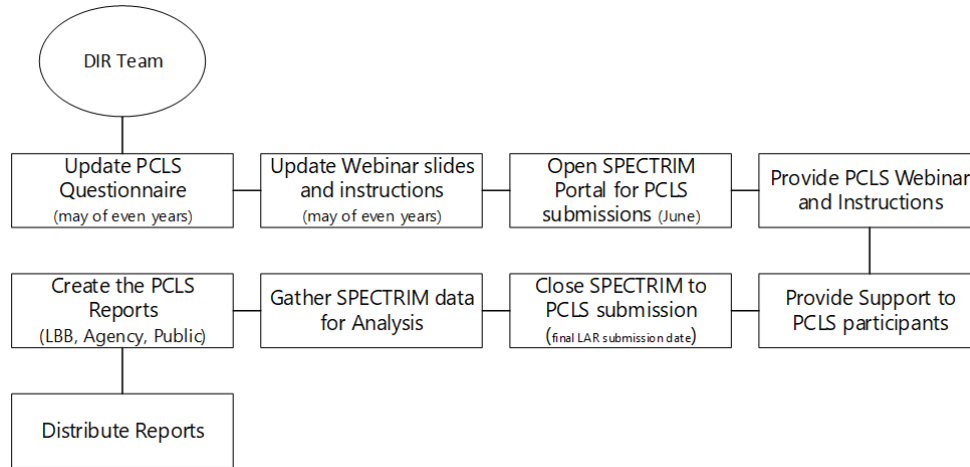 DIR Team
Update PCLS
Questionnaire
(may of even years)
Update Webinar slides
and instructions
(may of even years)
Open SPECTRIM
Portal for PCLS
submissions (June)
Provide PCLS Webinar
and Instructions
Create the PCLS
Reports
(LBB, Agency, Public)
Gather SPECTRIM data
for Analysis
Close SPECTRIM to
PCLS submission
(final LAR submission date)
Provide Support to
PCLS participants
Distribute Reports